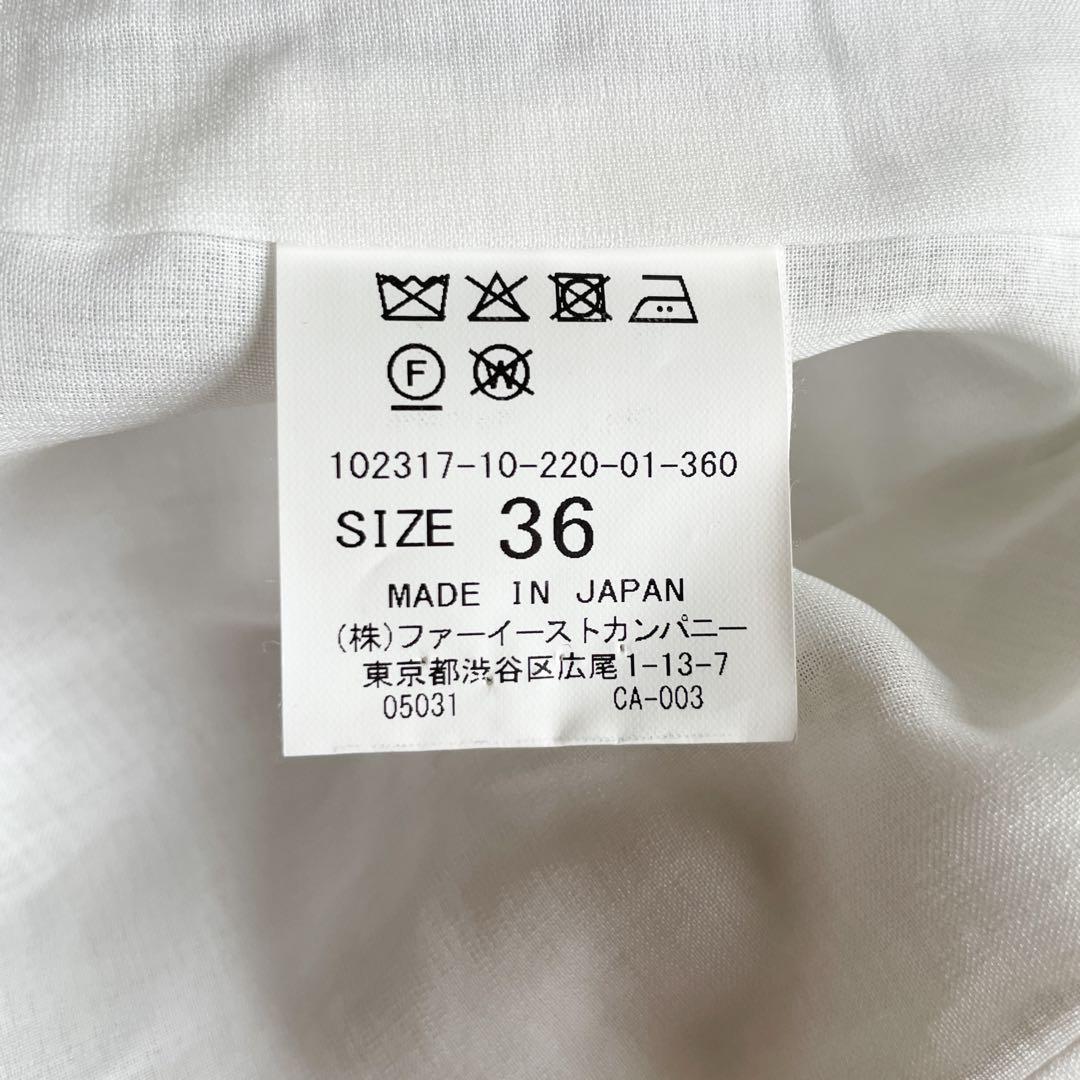 F W
102317-10-220-01-360
SIZE 36
MADE IN JAPAN
(株)ファーイーストカンパニー
東京都渋谷区広尾1-13-7
05031 CA-003